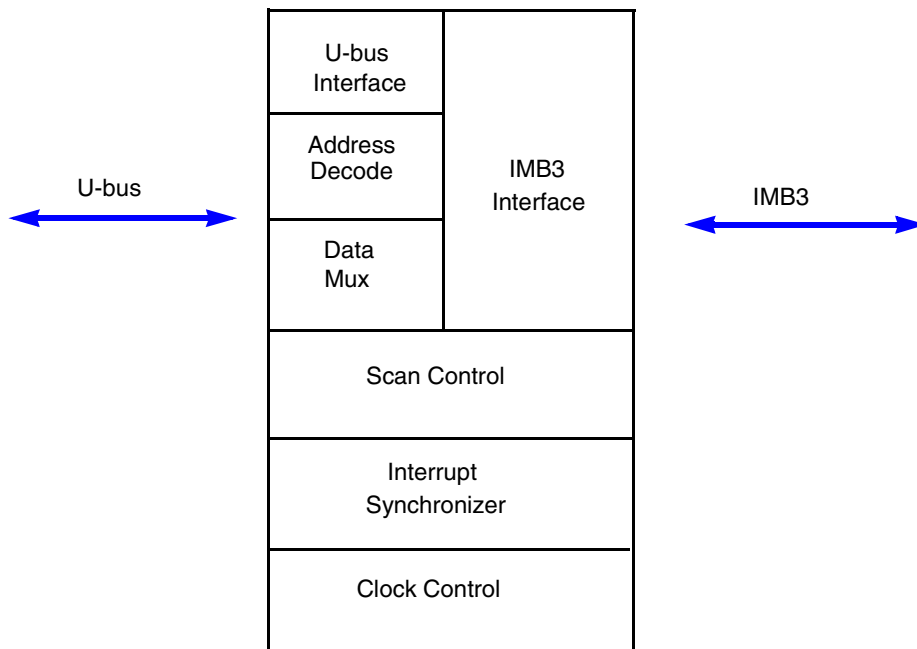 U-bus
Interface
Address
Decode
IMB3
Interface
U-bus
IMB3
Data
Mux
Scan Control
Interrupt
Synchronizer
Clock Control